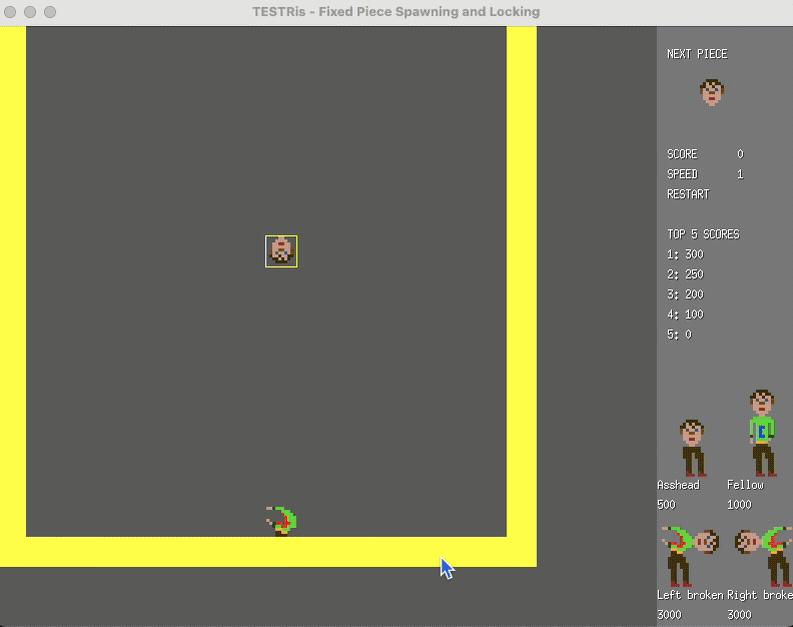 TESTRis - Fixed Piece Spawning and Locking
NEXT PIECE
SCORE 0
SPEED 1
RESTART
TOP 5 SCORES
1: 300
2: 250
3: 200
4: 100
5: 0
Asshead Fellow
500 1000
Left broken Right broke
3000 3000